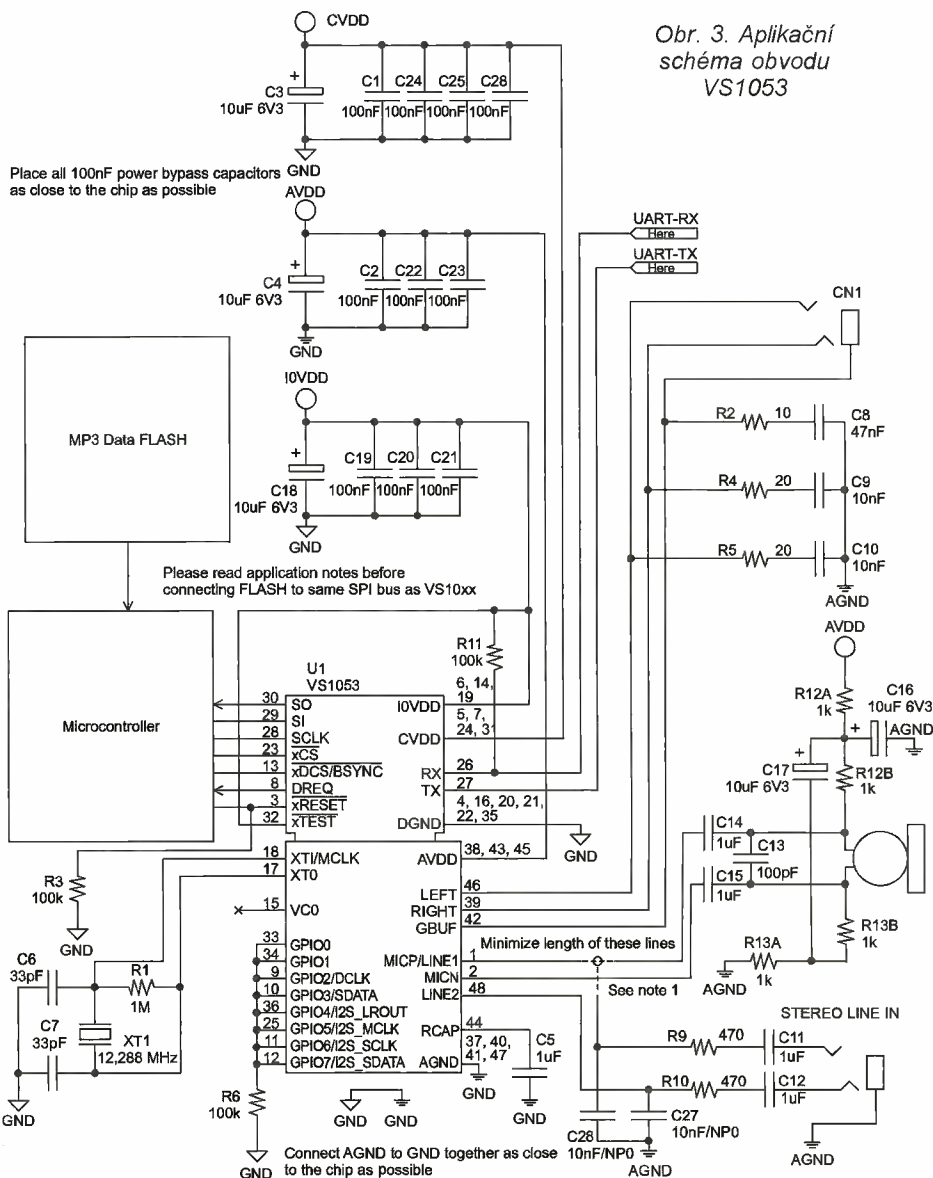 CVDD
Obr. 3. Aplikační
schéma obvodu
VS1053
C3
10uF 6V3
C1 C24 C25 C28
100nF 100nF 100nF 100nF
GND
Place all 100nF power bypass capacitors
as close to the chip as possible
AVDD
C4
10uF 6V3
C2 C22 C23
100nF 100nF 100nF
GND
UART-RX
Here
UART-TX
Here
CN1
I0VDD
C18
10uF 6V3
C19 C20 C21
100nF 100nF 100nF
GND
MP3 Data FLASH
R2 10 C8
47nF
R4 20 C9
10nF
R5 20 C10
10nF
AGND
Please read application notes before
connecting FLASH to same SPI bus as VS10xx
R11
100k
Microcontroller
U1
VS1053
30 SO
29 SI
28 SCLK
23 xCS
13 xDCS/BSYNC
8 DREQ
3 xRESET
32 xTEST
6, 14,
I0VDD 19
5, 7,
CVDD 24, 31
RX 26
TX 27
4, 16, 20, 21,
DGND 22, 35
GND
18 XTI/MCLK
17 XT0
15 VC0
33 GPIO0
34 GPIO1
9 GPIO2/DCLK
10 GPIO3/SDATA
36 GPIO4/I2S_LROUT
25 GPIO5/I2S_MCLK
11 GPIO6/I2S_SCLK
12 GPIO7/I2S_SDATA
AVDD 38, 43, 45
LEFT 46
RIGHT 39
GBUF 42
MICP/LINE1 1
MICN 2
LINE2 48
RCAP 44
37, 40,
AGND 41, 47
GND
C5
1uF
GND
R3
100k
GND
C6
33pF
R1
1M
C7
33pF
XT1
12,288 MHz
GND
R6
100k
GND
GND GND
Connect AGND to GND together as close
to the chip as possible
AVDD
R12A
1k
C16
10uF 6V3
AGND
C17
10uF 6V3
R12B
1k
C14
1uF
C13
100pF
C15
1uF
R13B
1k
R13A
1k
AGND AGND
Minimize length of these lines
See note 1
STEREO LINE IN
R9 470 C11
1uF
R10 470 C12
1uF
C28
10nF/NP0
C27
10nF/NP0
AGND
AGND